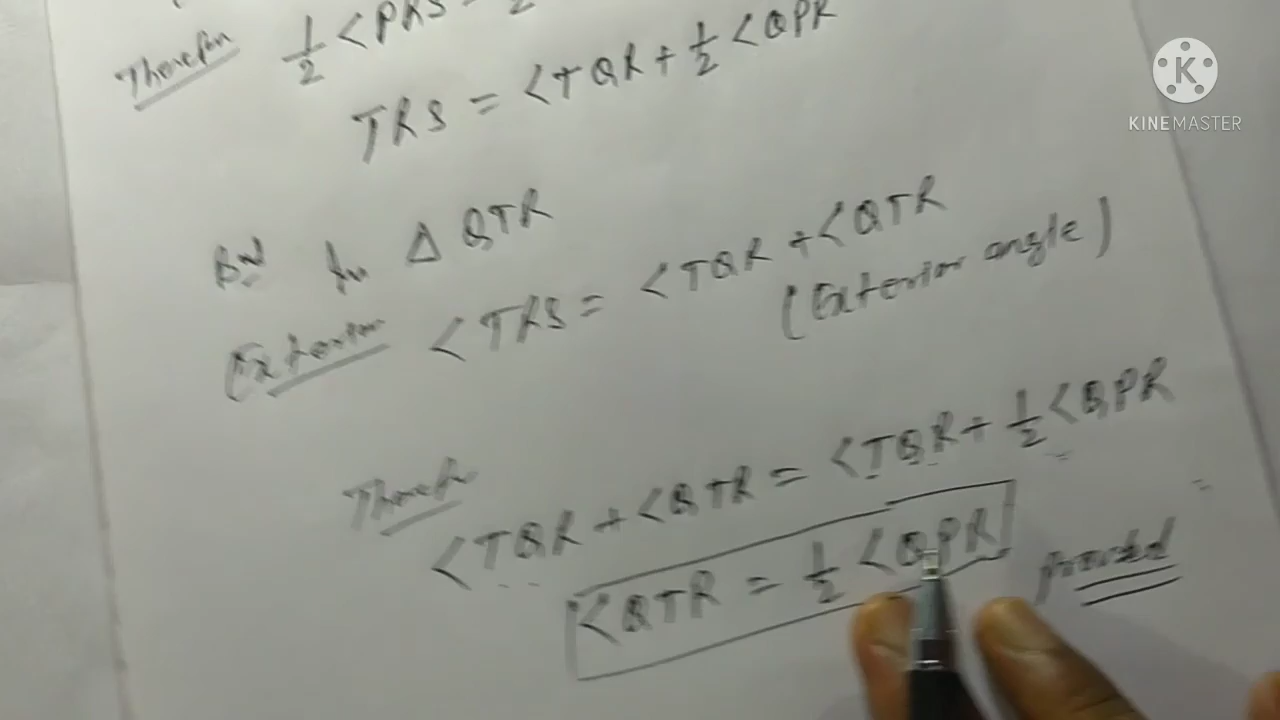 Therefore 1/2 <PRS =
TRS = <TQR + 1/2 <QPR
But In △ QTR
Exterior <TRS = <TQR + <QTR
(Exterior angle)
Therefore
<TQR + <QTR = <TQR + 1/2 <QPR
<QTR = 1/2 <QPR proved
KINEMASTER